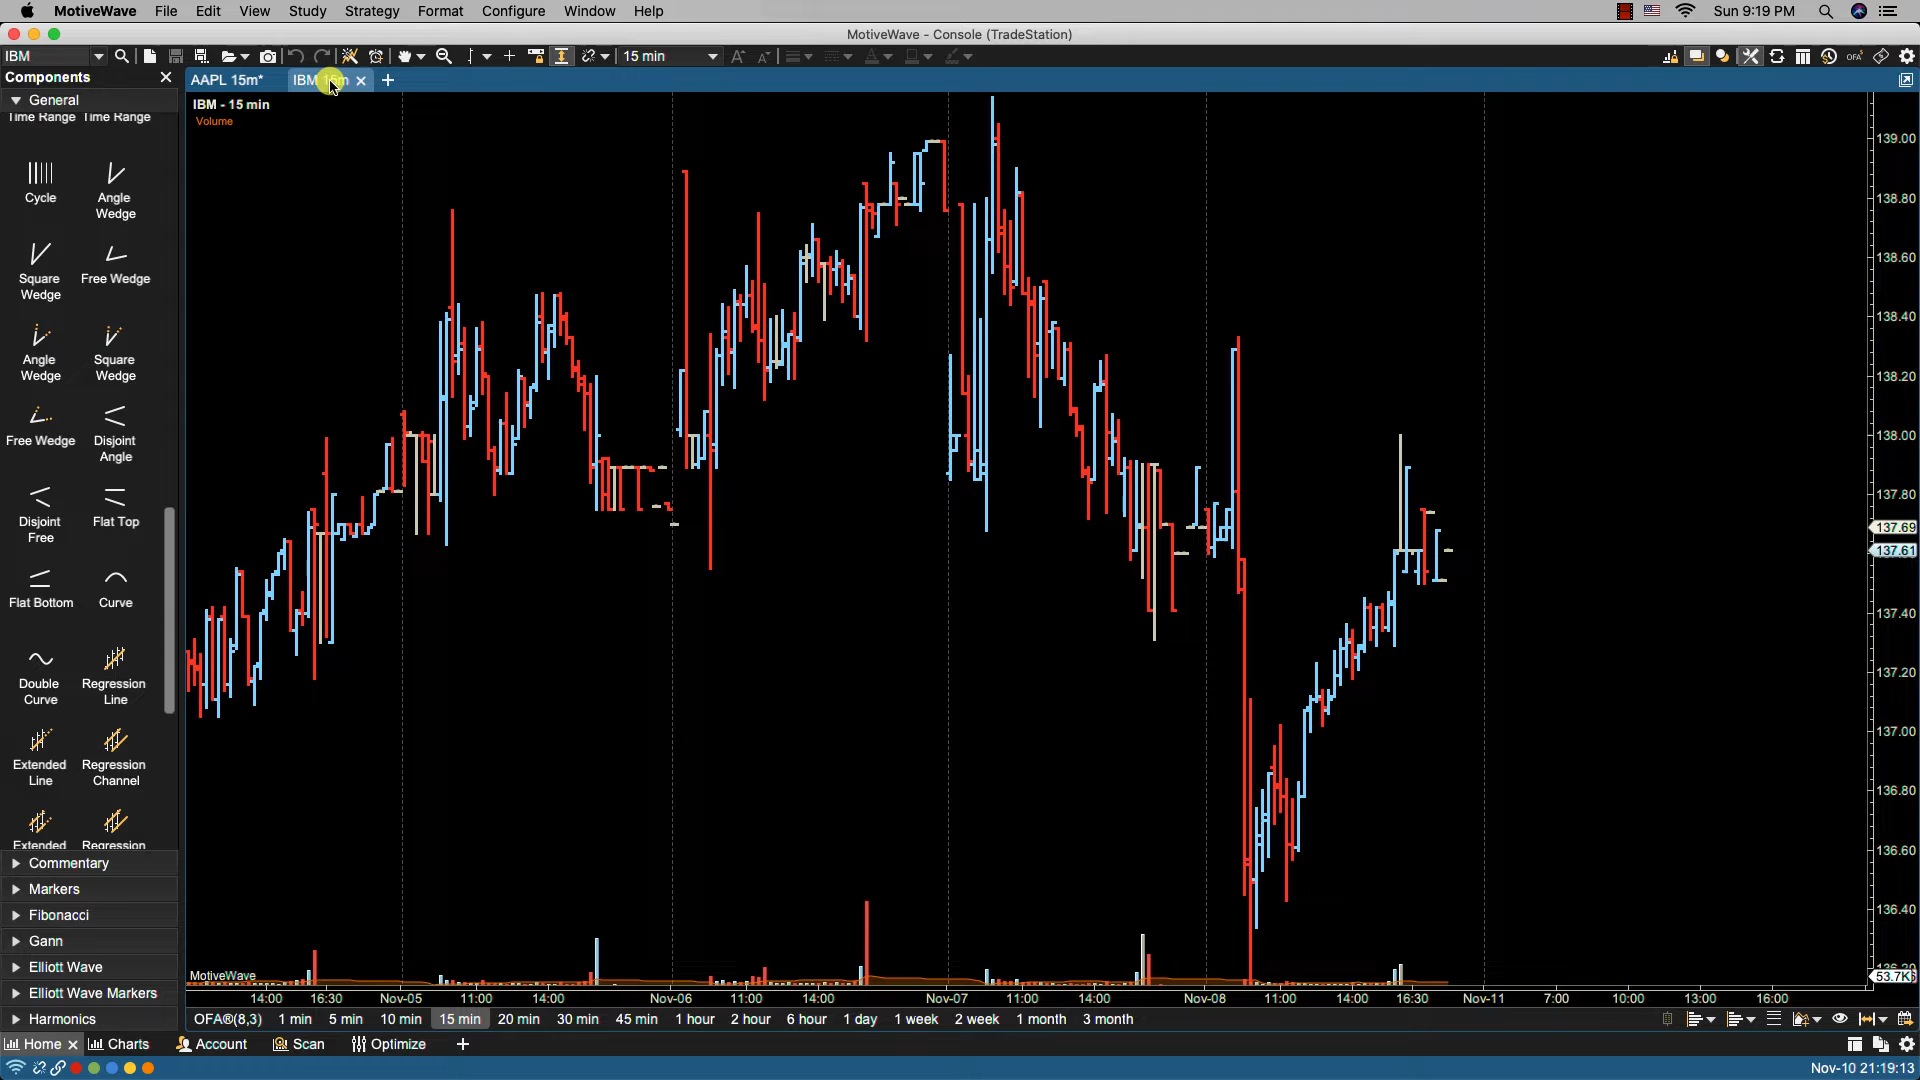 MotiveWave File Edit View Study Strategy Format Configure Window Help Sun 9:19 PM
MotiveWave - Console (TradeStation)
IBM 15 min
Components
AAPL 15m* IBM 15m
General
IBM - 15 min
Volume
Time Range Time Range
Cycle
Angle Wedge
Square Wedge
Free Wedge
Angle Wedge
Square Wedge
Free Wedge
Disjoint Angle
Disjoint Free
Flat Top
Flat Bottom
Curve
Double Curve
Regression Line
Extended Line
Regression Channel
Extended Regression
Commentary
Markers
Fibonacci
Gann
Elliott Wave
Elliott Wave Markers
Harmonics
139.00
138.80
138.60
138.40
138.20
138.00
137.80
137.69
137.61
137.40
137.20
137.00
136.80
136.60
136.40
53.7K
MotiveWave
14:00 16:30 Nov-05 11:00 14:00 Nov-06 11:00 14:00 Nov-07 11:00 14:00 Nov-08 11:00 14:00 16:30 Nov-11 7:00 10:00 13:00 16:00
OFA®(8,3) 1 min 5 min 10 min 15 min 20 min 30 min 45 min 1 hour 2 hour 6 hour 1 day 1 week 2 week 1 month 3 month
Home Charts Account Scan Optimize
Nov-10 21:19:13